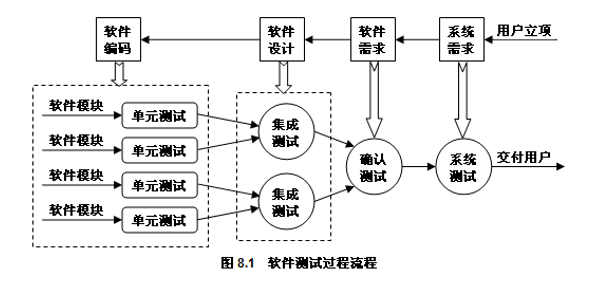 软件
编码
软件
设计
软件
需求
系统
需求
用户立项
软件模块
单元测试
软件模块
单元测试
软件模块
单元测试
软件模块
单元测试
集成
测试
集成
测试
确认
测试
系统
测试
交付用户
图 8.1 软件测试过程流程